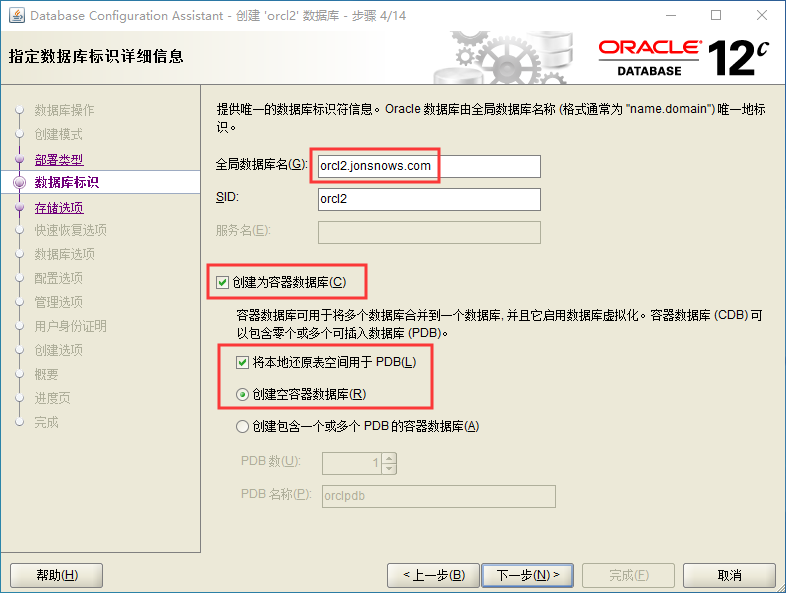 Database Configuration Assistant - 创建 'orcl2' 数据库 - 步骤 4/14
指定数据库标识详细信息
ORACLE®
DATABASE
12c
数据库操作
创建模式
部署类型
数据库标识
存储选项
快速恢复选项
数据库选项
配置选项
管理选项
用户身份证明
创建选项
概要
进度页
完成
提供唯一的数据库标识符信息。Oracle 数据库由全局数据库名称 (格式通常为 "name.domain") 唯一地标
识。
全局数据库名(G): orcl2.jonsnows.com
SID: orcl2
服务名(E):
创建为容器数据库(C)
容器数据库可用于将多个数据库合并到一个数据库, 并且它启用数据库虚拟化。容器数据库 (CDB) 可
以包含零个或多个可插入数据库 (PDB)。
将本地还原表空间用于 PDB(L)
创建空容器数据库(R)
创建包含一个或多个 PDB 的容器数据库(A)
PDB 数(U): 1
PDB 名称(P): orclpdb
帮助(H) < 上一步(B) 下一步(N) > 完成(F) 取消